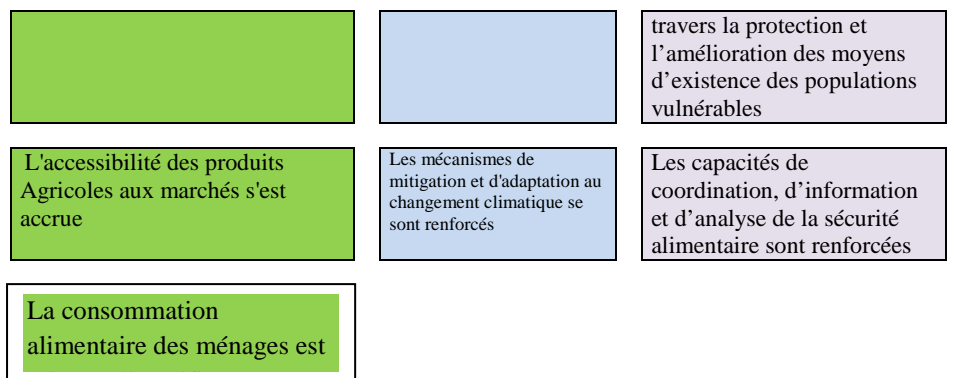 travers la protection et
l’amélioration des moyens
d’existence des populations
vulnérables
L'accessibilité des produits
Agricoles aux marchés s'est
accrue
Les mécanismes de
mitigation et d'adaptation au
changement climatique se
sont renforcés
Les capacités de
coordination, d’information
et d’analyse de la sécurité
alimentaire sont renforcées
La consommation
alimentaire des ménages est